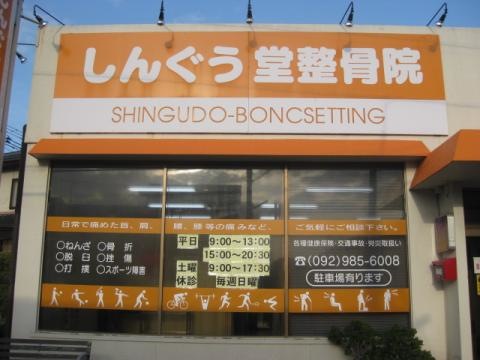 しんぐう堂整骨院
SHINGUDO-BONCSETTING
日常で痛めた首、肩、腰、膝等の痛みなど、ご気軽にご相談下さい。
○ねんざ ○骨折
○脱臼 ○挫傷
○打撲 ○スポーツ障害
平日 9:00〜13:00
15:00〜20:30
土曜 9:00〜17:30
休診 毎週日曜
各種健康保険・交通事故・労災取扱い
☎(092)985-6008
駐車場有ります